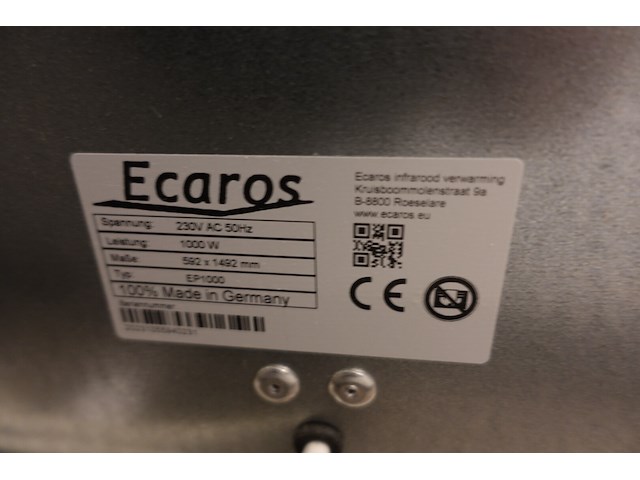 Ecaros
Spannung: 230V AC 50Hz
Leistung: 1000 W
Maße: 592 x 1492 mm
Typ: EP1000
100% Made in Germany
Seriennummer:
Ecaros infrarood verwarming
Kruisboommolenstraat 9a
B-8800 Roeselare
www.ecaros.eu
CE